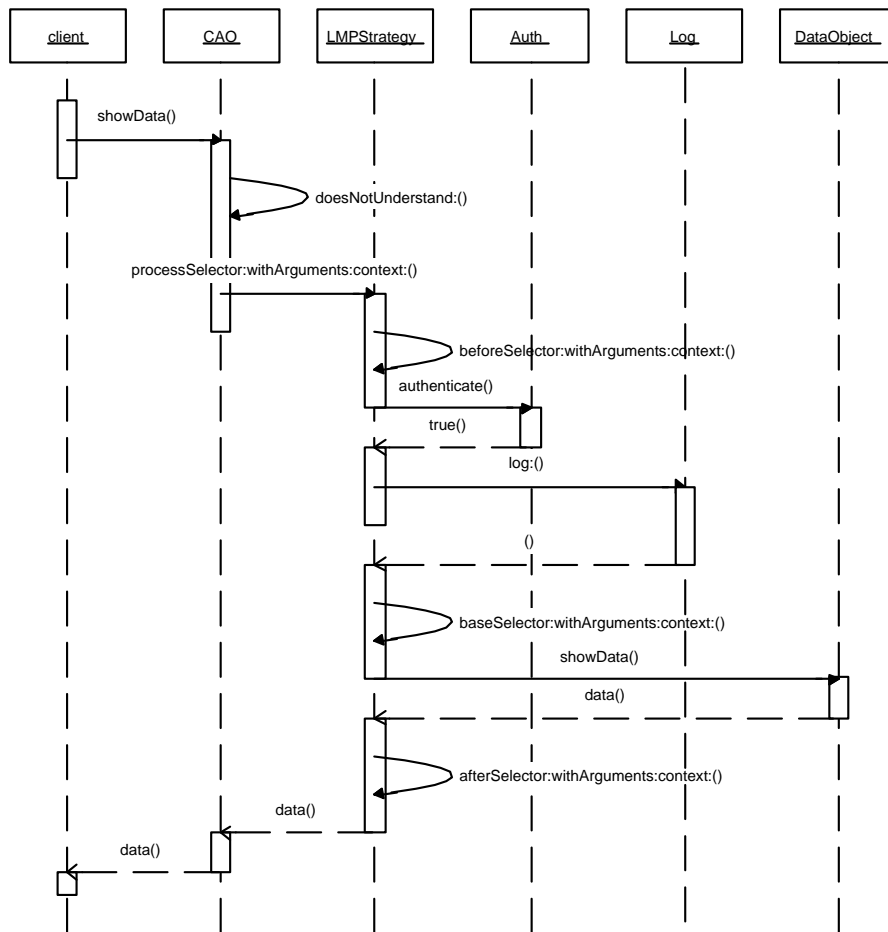 client
CAO
LMPStrategy
Auth
Log
DataObject
showData()
doesNotUnderstand:()
processSelector:withArguments:context:()
beforeSelector:withArguments:context:()
authenticate()
true()
log:()
()
baseSelector:withArguments:context:()
showData()
data()
afterSelector:withArguments:context:()
data()
data()